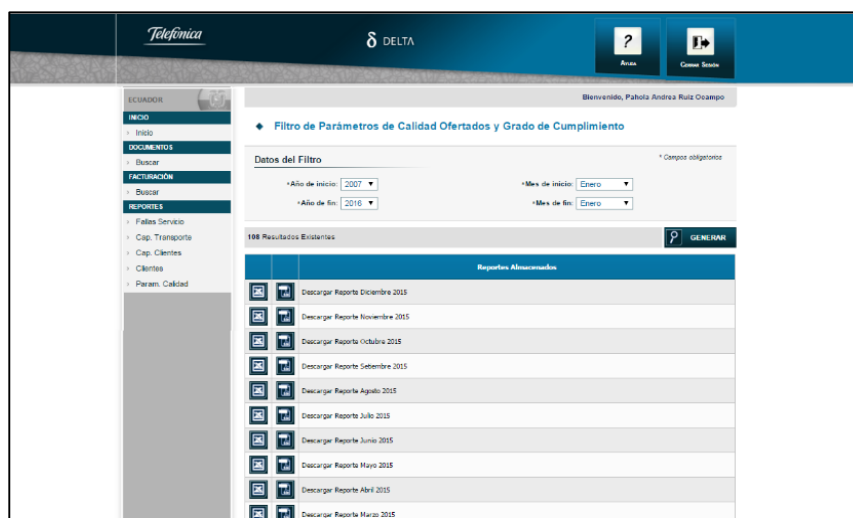 Telefónica
δ DELTA
?
Ayuda
Cerrar Sesión
ECUADOR
Bienvenido, Pahola Andrea Ruiz Ocampo
INICIO
Inicio
DOCUMENTOS
Buscar
FACTURACIÓN
Buscar
REPORTES
Fallas Servicio
Cap. Transporte
Cap. Clientes
Clientes
Param. Calidad
Filtro de Parámetros de Calidad Ofertados y Grado de Cumplimiento
Datos del Filtro
* Campos obligatorios
*Año de inicio: 2007
*Mes de inicio: Enero
*Año de fin: 2016
*Mes de fin: Enero
108 Resultados Existentes
GENERAR
Reportes Almacenados
Descargar Reporte Diciembre 2015
Descargar Reporte Noviembre 2015
Descargar Reporte Octubre 2015
Descargar Reporte Setiembre 2015
Descargar Reporte Agosto 2015
Descargar Reporte Julio 2015
Descargar Reporte Junio 2015
Descargar Reporte Mayo 2015
Descargar Reporte Abril 2015
Descargar Reporte Marzo 2015